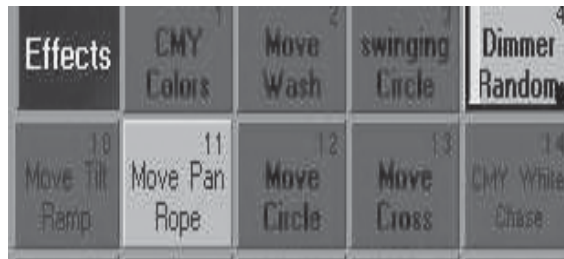 Effects
1
CMY
Colors
2
Move
Wash
3
swinging
Circle
4
Dimmer
Random
10
Move Tilt
Ramp
11
Move Pan
Rope
12
Move
Circle
13
Move
Cross
14
CMY White
Chase